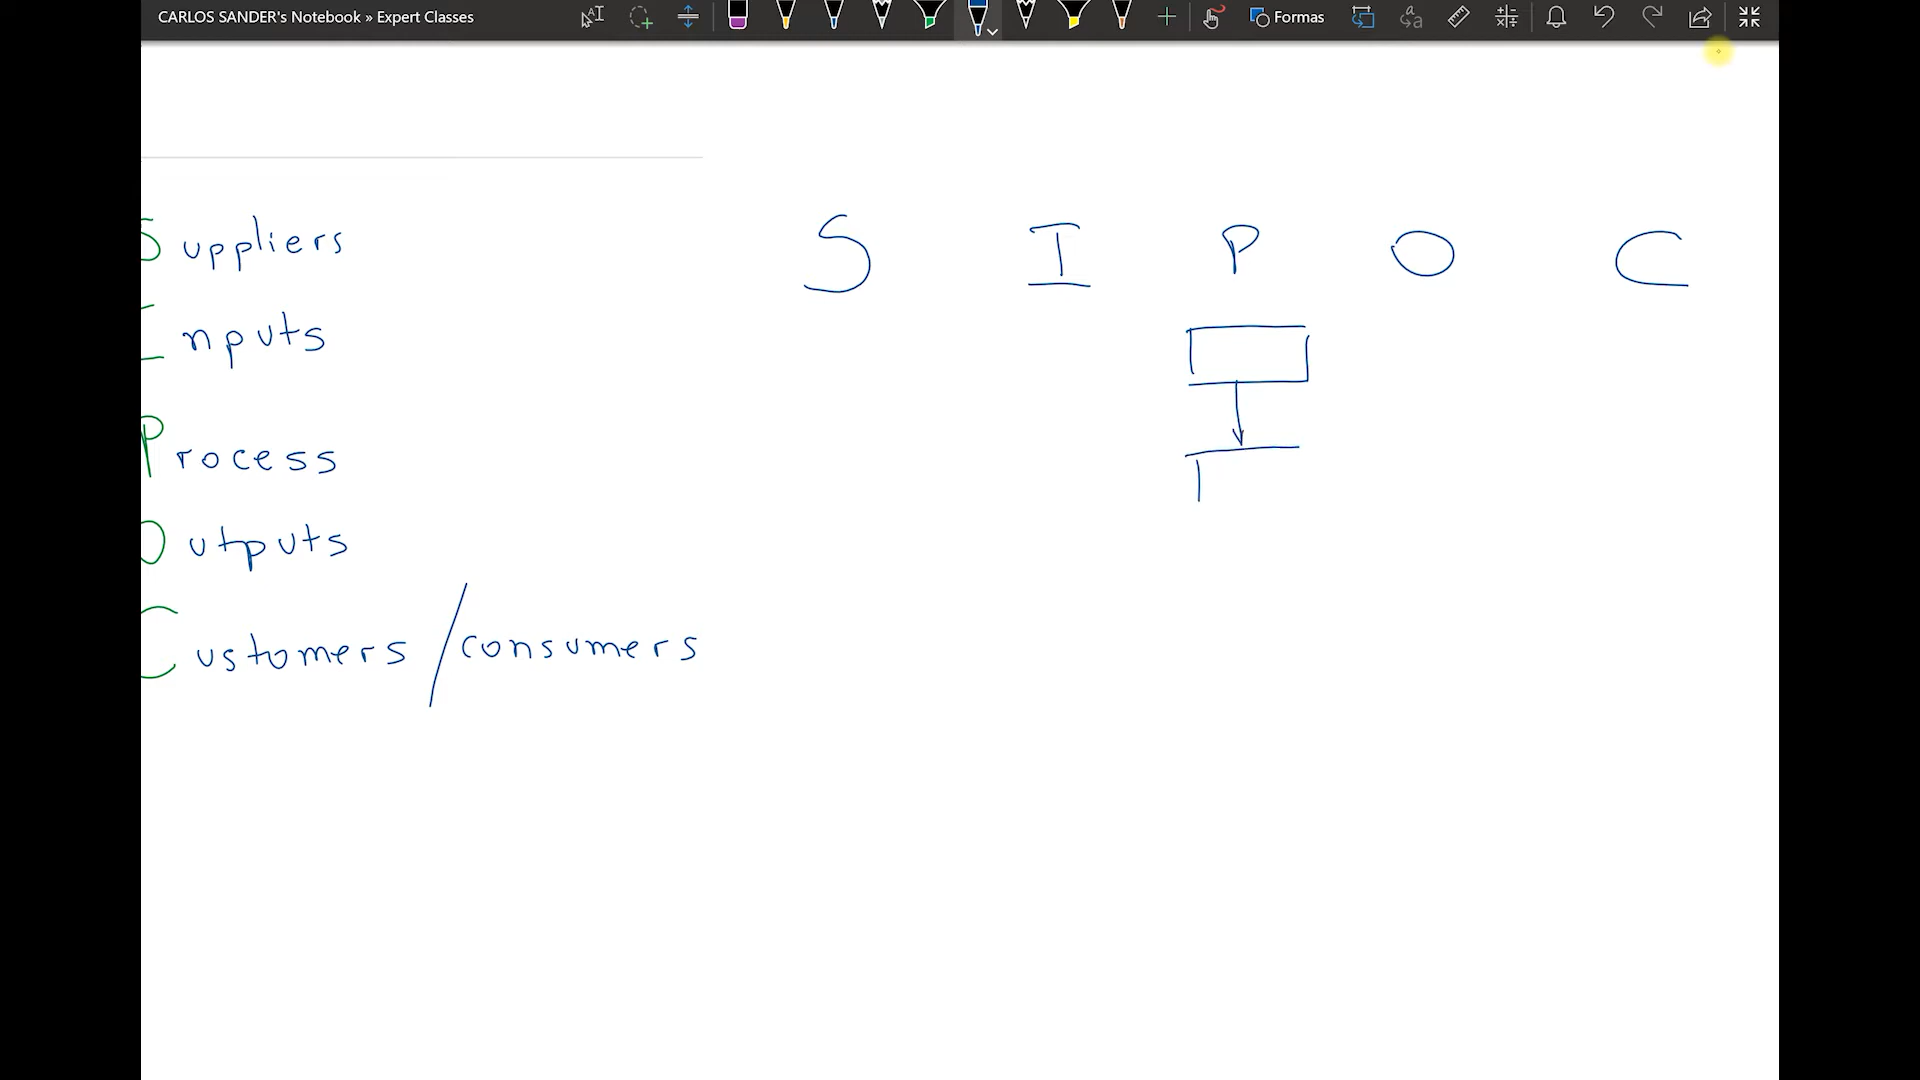 CARLOS SANDER's Notebook » Expert Classes
Formas
Suppliers
Inputs
Process
Outputs
Customers / consumers
S I P O C